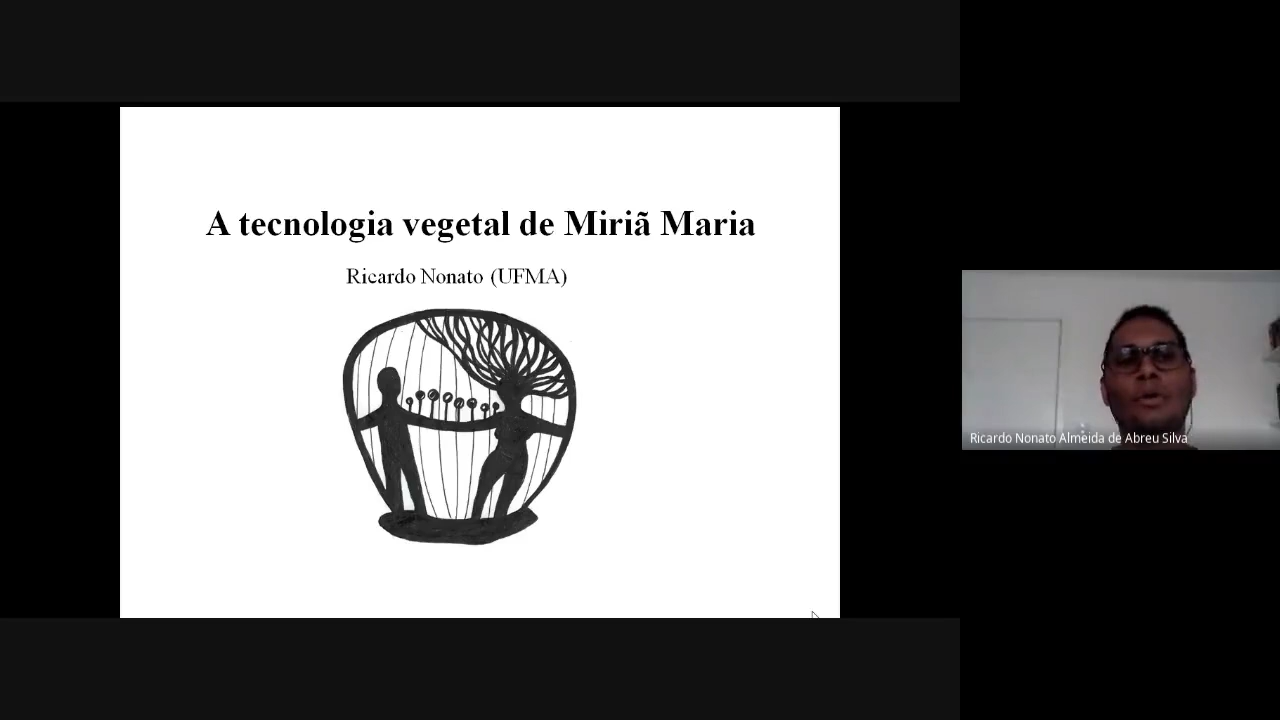 A tecnologia vegetal de Miriã Maria
Ricardo Nonato (UFMA)
Ricardo Nonato Almeida de Abreu Silva